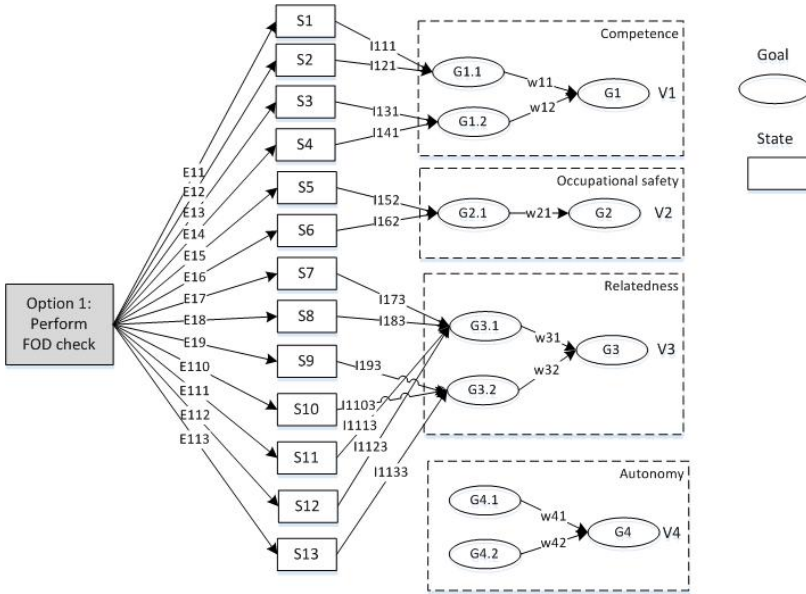 Option 1:
Perform
FOD check
E11
E12
E13
E14
E15
E16
E17
E18
E19
E110
E111
E112
E113
S1
S2
S3
S4
S5
S6
S7
S8
S9
S10
S11
S12
S13
I111
I121
I131
I141
I152
I162
I173
I183
I193
I1103
I1113
I1123
I1133
Competence
G1.1
w11
G1
V1
G1.2
w12
Occupational safety
G2.1
w21
G2
V2
Relatedness
G3.1
w31
G3
V3
G3.2
w32
Autonomy
G4.1
w41
G4
V4
G4.2
w42
Goal
State